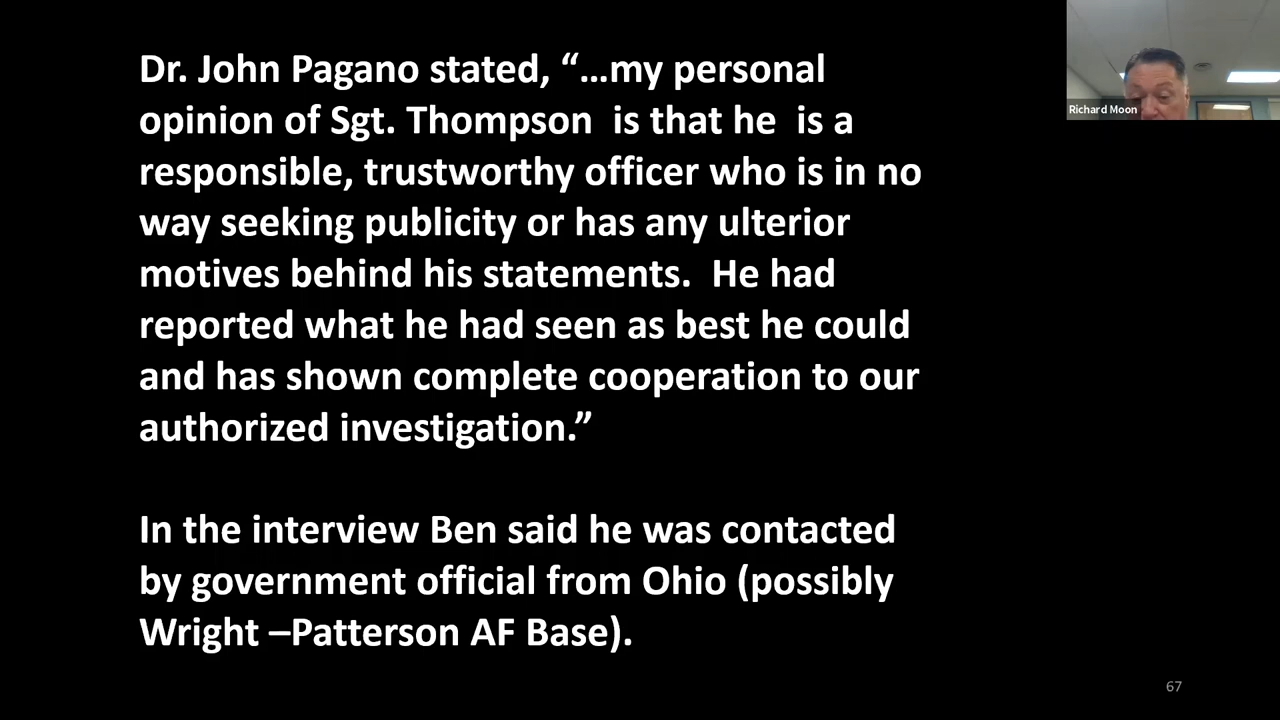 Dr. John Pagano stated, “…my personal
opinion of Sgt. Thompson  is that he  is a
responsible, trustworthy officer who is in no
way seeking publicity or has any ulterior
motives behind his statements.  He had
reported what he had seen as best he could
and has shown complete cooperation to our
authorized investigation.”
In the interview Ben said he was contacted
by government official from Ohio (possibly
Wright –Patterson AF Base).
Richard Moon
67